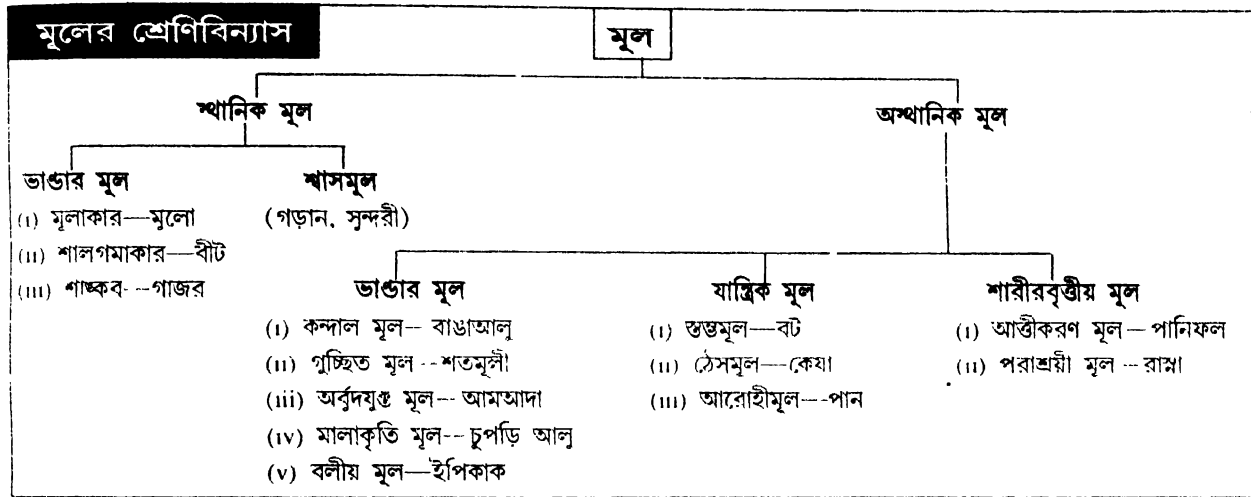 মূলের শ্রেণিবিন্যাস
মূল
স্থানিক মূল
অস্থানিক মূল
ভাণ্ডার মূল
(i) মূলাকার—মূলো
(ii) শালগমাকার—বীট
(iii) শাঙ্কব--গাজর
শ্বাসমূল
(গড়ান, সুন্দরী)
ভাণ্ডার মূল
(i) কন্দাল মূল—রাঙাআলু
(ii) গুচ্ছিত মূল--শতমূলী
(iii) অর্বুদযুক্ত মূল—আমআদা
(iv) মালাকৃতি মূল--চুপড়ি আলু
(v) বলীয় মূল—ইপিকাক
যান্ত্রিক মূল
(i) স্তম্ভমূল—বট
(ii) ঠেসমূল—কেয়া
(iii) আরোহীমূল--পান
শারীরবৃত্তীয় মূল
(i) আত্তীকরণ মূল—পানিফল
(ii) পরাশ্রয়ী মূল--রাস্না